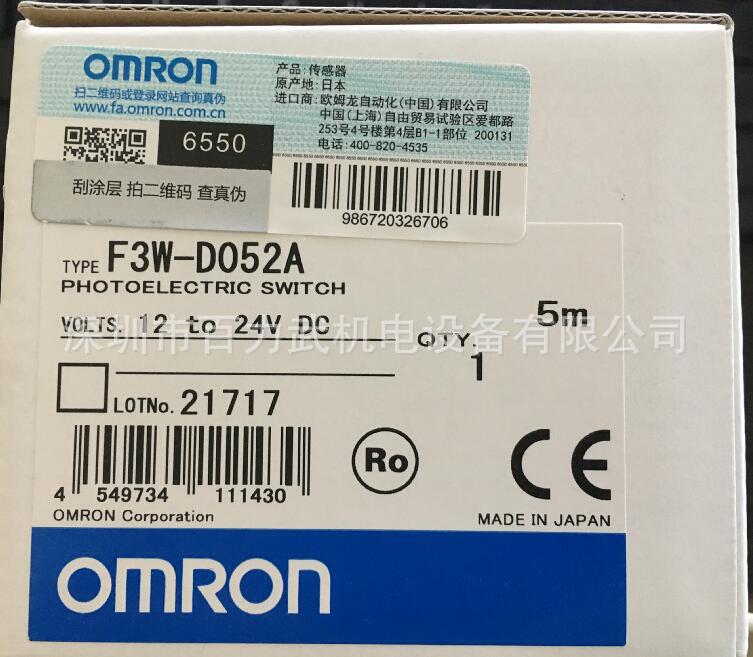 OMRON
扫二维码或登录网站查询真伪
www.fa.omron.com.cn
6550
刮涂层 拍二维码 查真伪
产品: 传感器
原产地: 日本
进口商: 欧姆龙自动化(中国)有限公司
中国(上海)自由贸易试验区爱都路
253号4号楼第4层B1-1部位 200131
电话: 400-820-4535
986720326706
TYPE F3W-D052A
PHOTOELECTRIC SWITCH
VOLTS. 12 to 24V DC
5m
深圳市百力武机电设备有限公司
QTY.
1
LOTNo. 21717
4 549734 111430
Ro
CE
OMRON Corporation
MADE IN JAPAN
OMRON